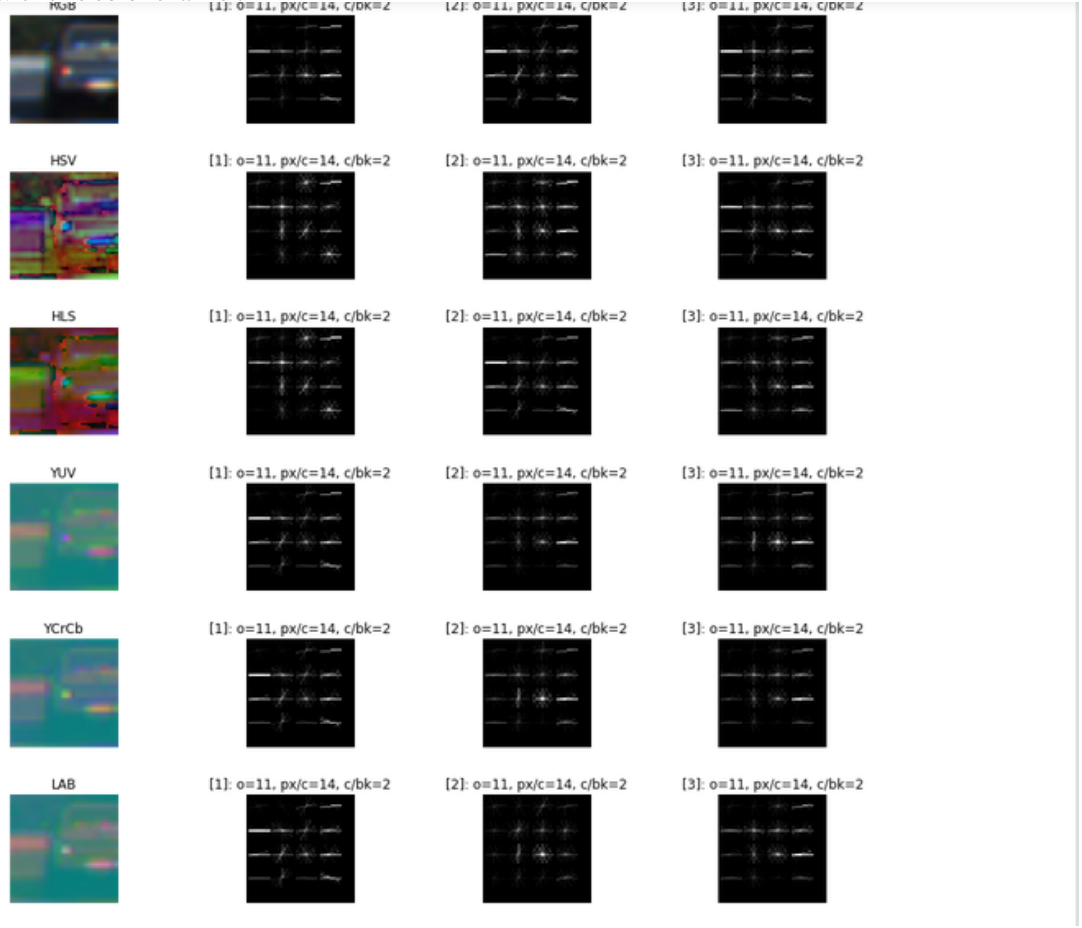 RGB [1]: o=11, px/c=14, c/bk=2 [2]: o=11, px/c=14, c/bk=2 [3]: o=11, px/c=14, c/bk=2
HSV [1]: o=11, px/c=14, c/bk=2 [2]: o=11, px/c=14, c/bk=2 [3]: o=11, px/c=14, c/bk=2
HLS [1]: o=11, px/c=14, c/bk=2 [2]: o=11, px/c=14, c/bk=2 [3]: o=11, px/c=14, c/bk=2
YUV [1]: o=11, px/c=14, c/bk=2 [2]: o=11, px/c=14, c/bk=2 [3]: o=11, px/c=14, c/bk=2
YCrCb [1]: o=11, px/c=14, c/bk=2 [2]: o=11, px/c=14, c/bk=2 [3]: o=11, px/c=14, c/bk=2
LAB [1]: o=11, px/c=14, c/bk=2 [2]: o=11, px/c=14, c/bk=2 [3]: o=11, px/c=14, c/bk=2